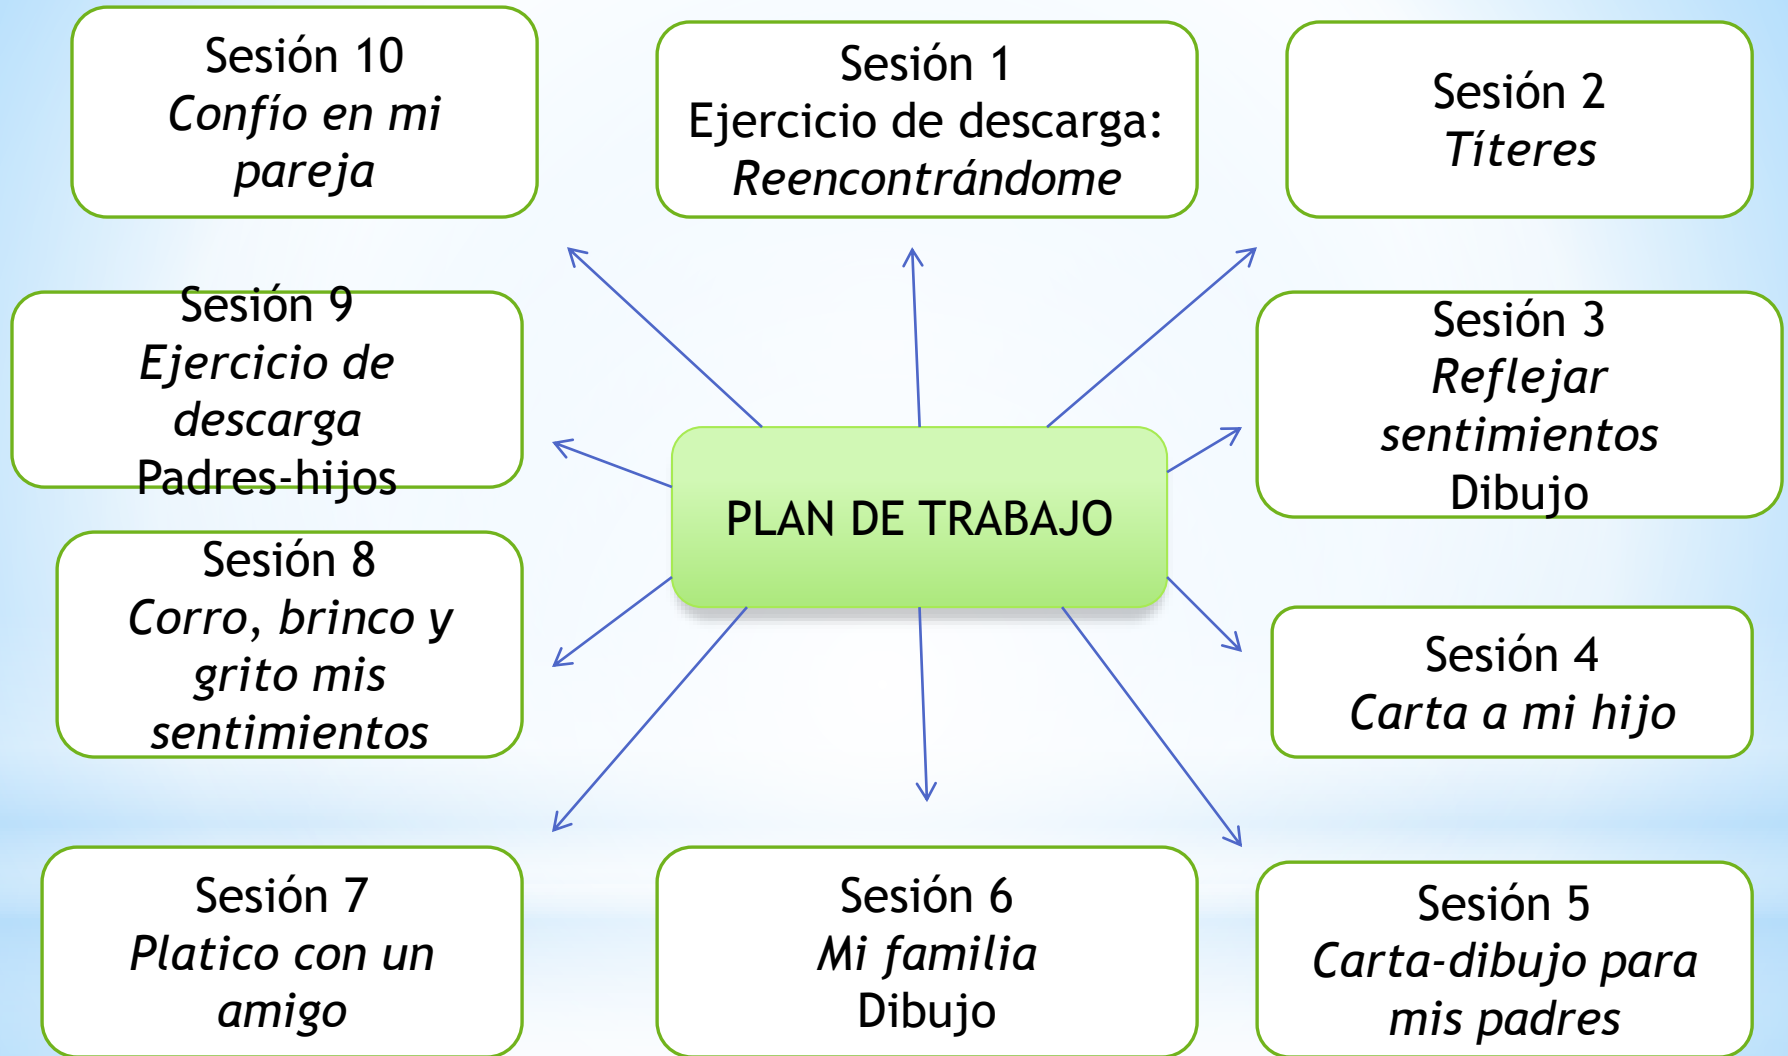 Sesión 10
Confío en mi
pareja
Sesión 1
Ejercicio de descarga:
Reencontrándome
Sesión 2
Títeres
Sesión 9
Ejercicio de
descarga
Padres-hijos
Sesión 3
Reflejar
sentimientos
Dibujo
PLAN DE TRABAJO
Sesión 8
Corro, brinco y
grito mis
sentimientos
Sesión 4
Carta a mi hijo
Sesión 7
Platico con un
amigo
Sesión 6
Mi familia
Dibujo
Sesión 5
Carta-dibujo para
mis padres